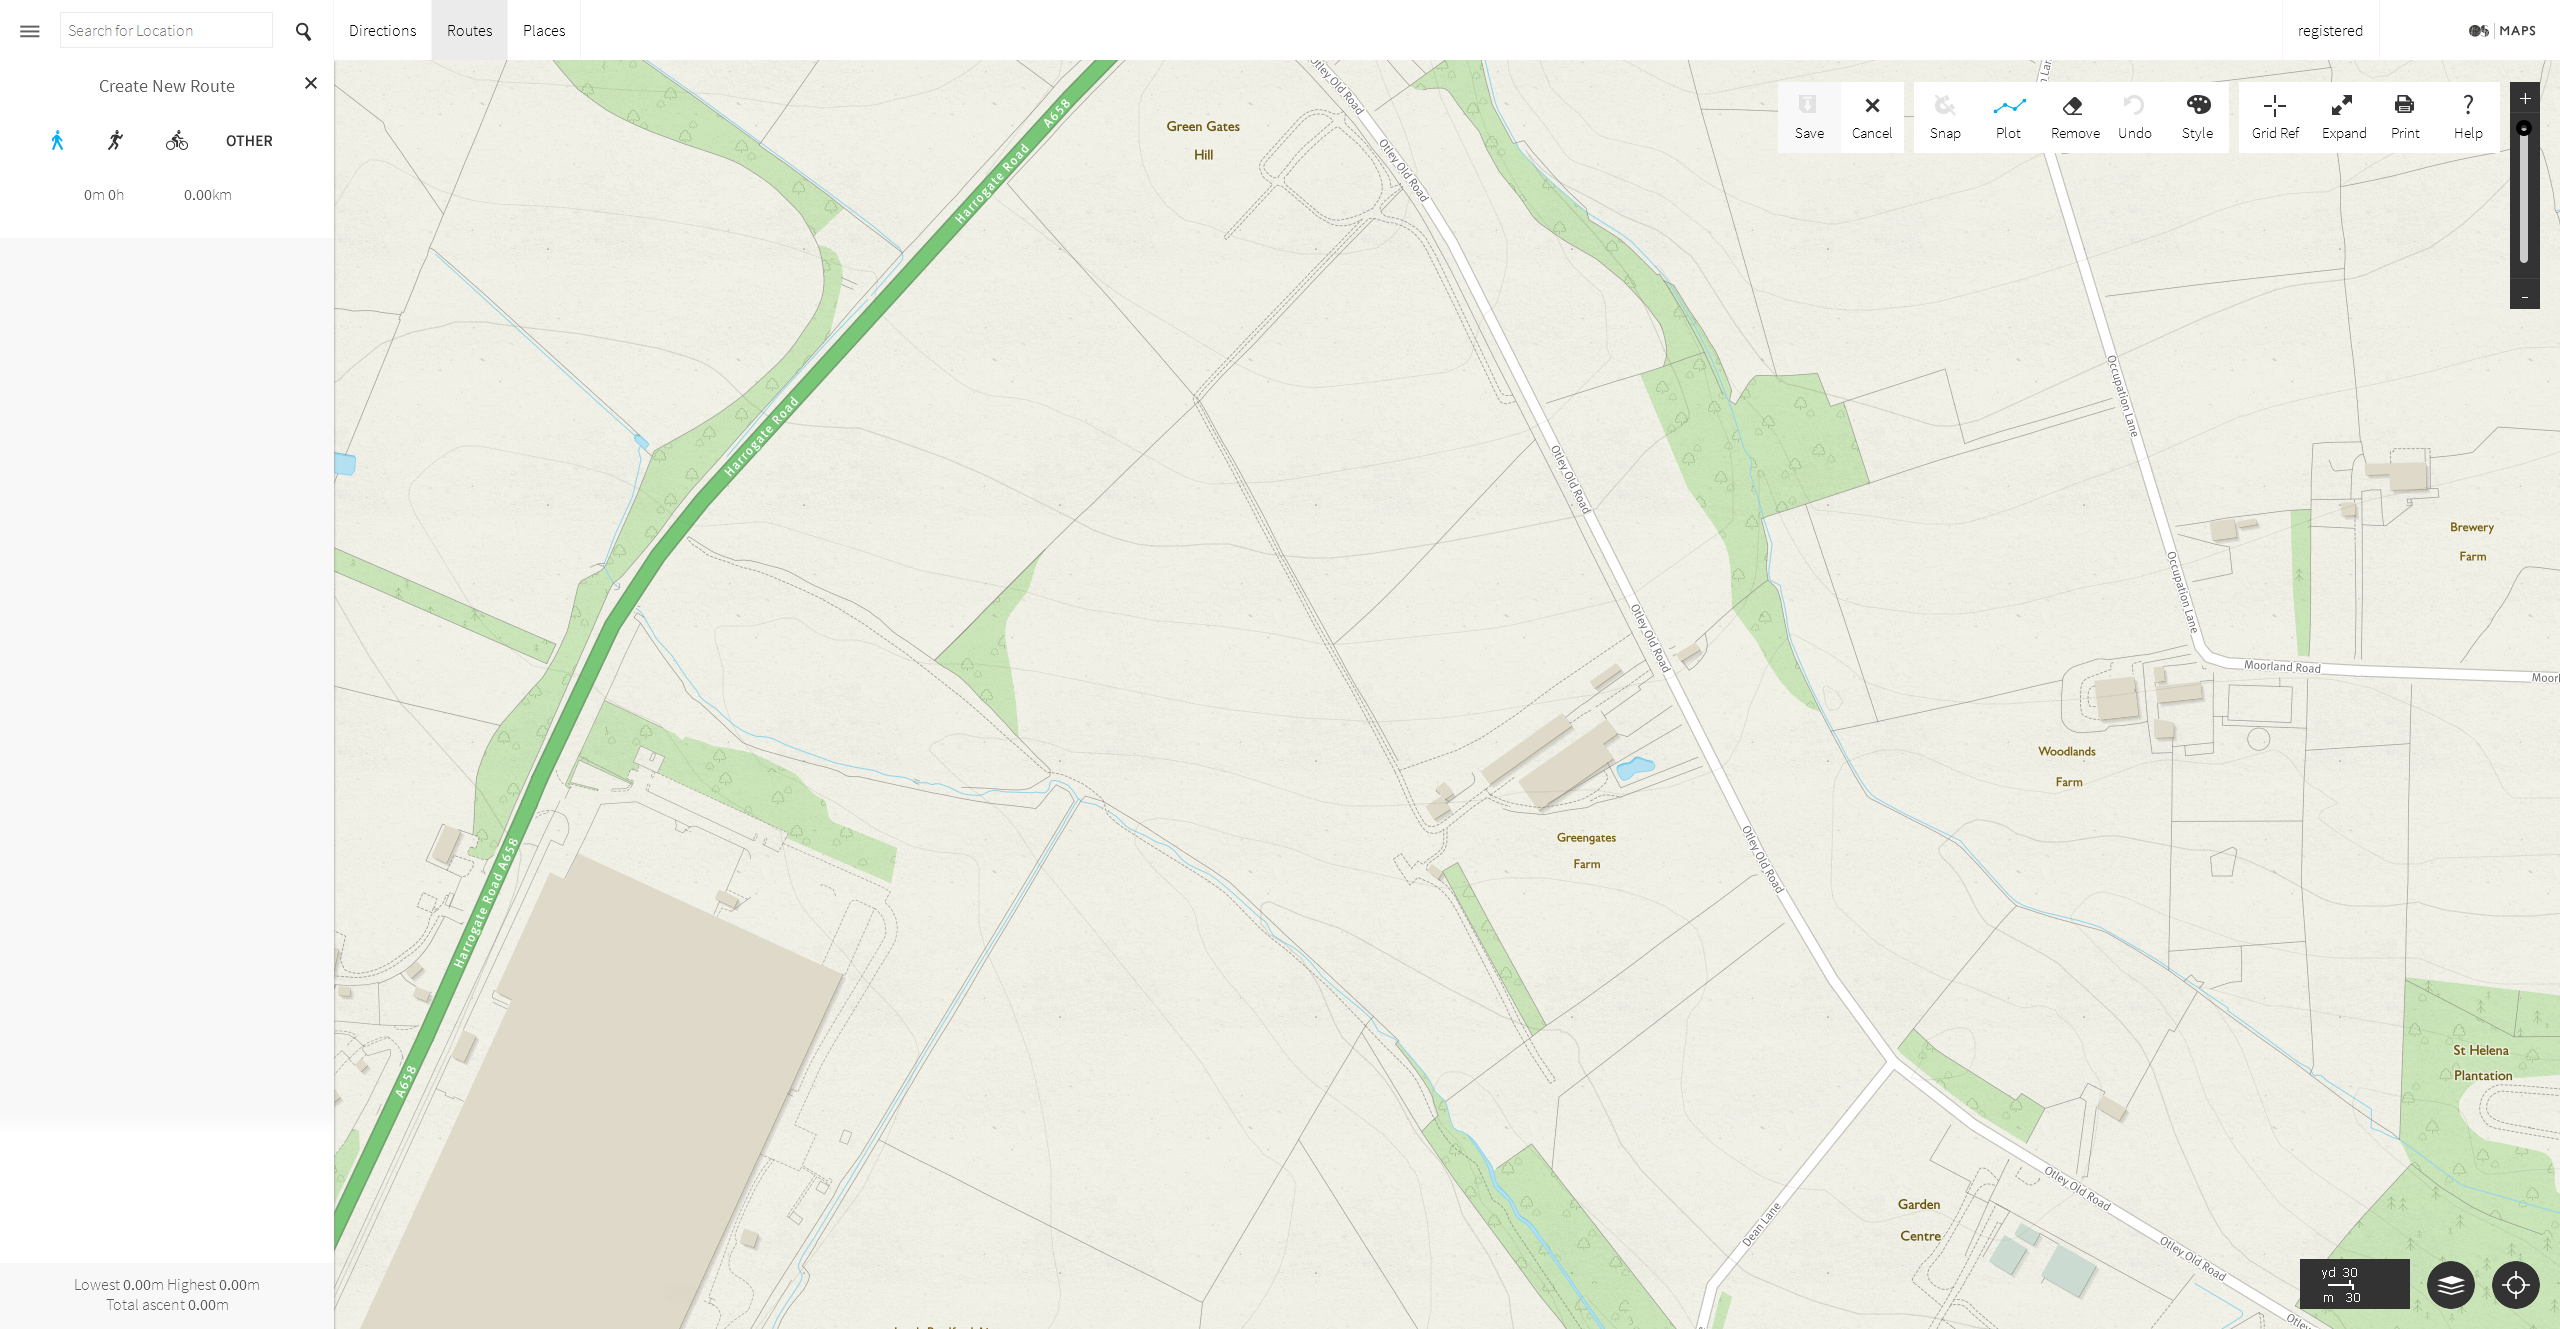 Search for Location
Directions
Routes
Places
registered
MAPS
Create New Route
OTHER
0m 0h
0.00km
Save
Cancel
Snap
Plot
Remove
Undo
Style
Grid Ref
Expand
Print
Help
+
-
Green Gates
Hill
A658
Harrogate Road
Harrogate Road
Harrogate Road A658
A658
Otley Old Road
Otley Old Road
Otley Old Road
Otley Old Road
Otley Old Road
Otley Old Road
Otley Old Road
Occupation Lane
Occupation Lane
Moorland Road
Brewery
Farm
Woodlands
Farm
Greengates
Farm
St Helena
Plantation
Garden
Centre
Dean Lane
yd 30
m 30
Lowest 0.00m Highest 0.00m
Total ascent 0.00m